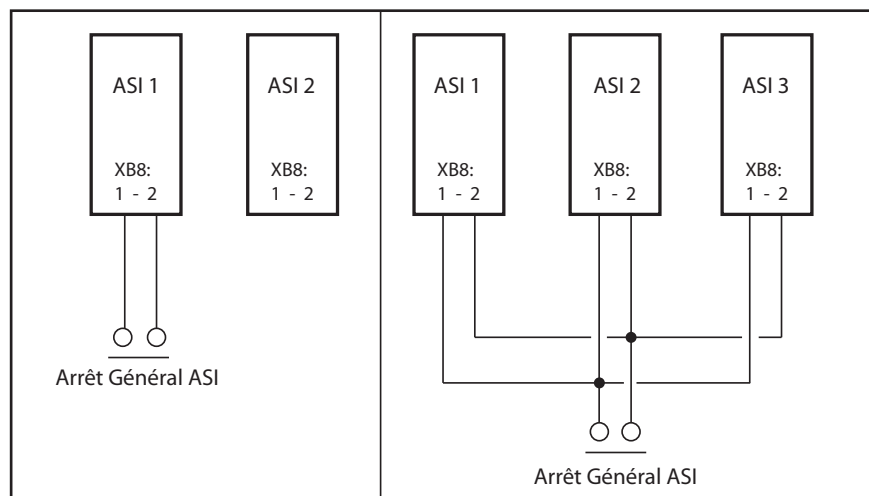 ASI 1
XB8:
1 - 2
ASI 2
XB8:
1 - 2
Arrêt Général ASI
ASI 1
XB8:
1 - 2
ASI 2
XB8:
1 - 2
ASI 3
XB8:
1 - 2
Arrêt Général ASI